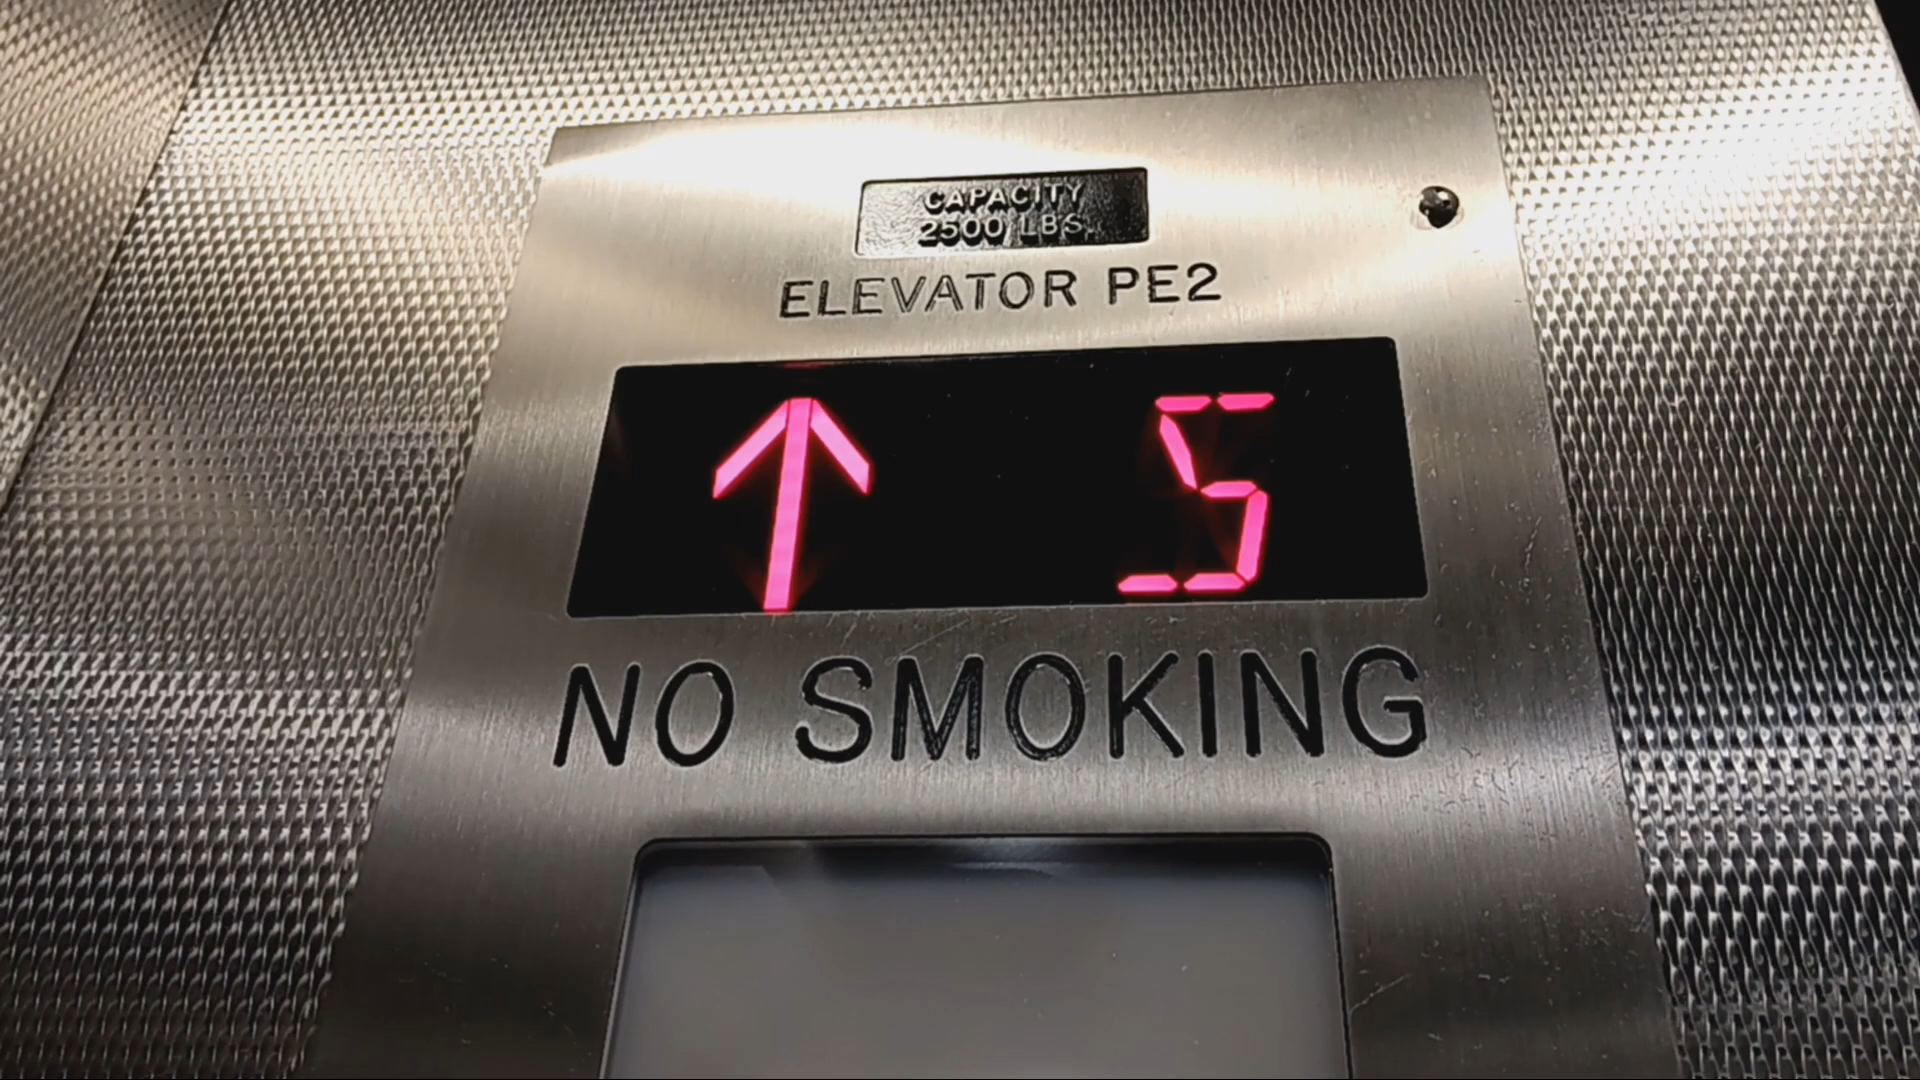 CAPACITY
2500 LBS.
ELEVATOR PE2
↑ 5
NO SMOKING